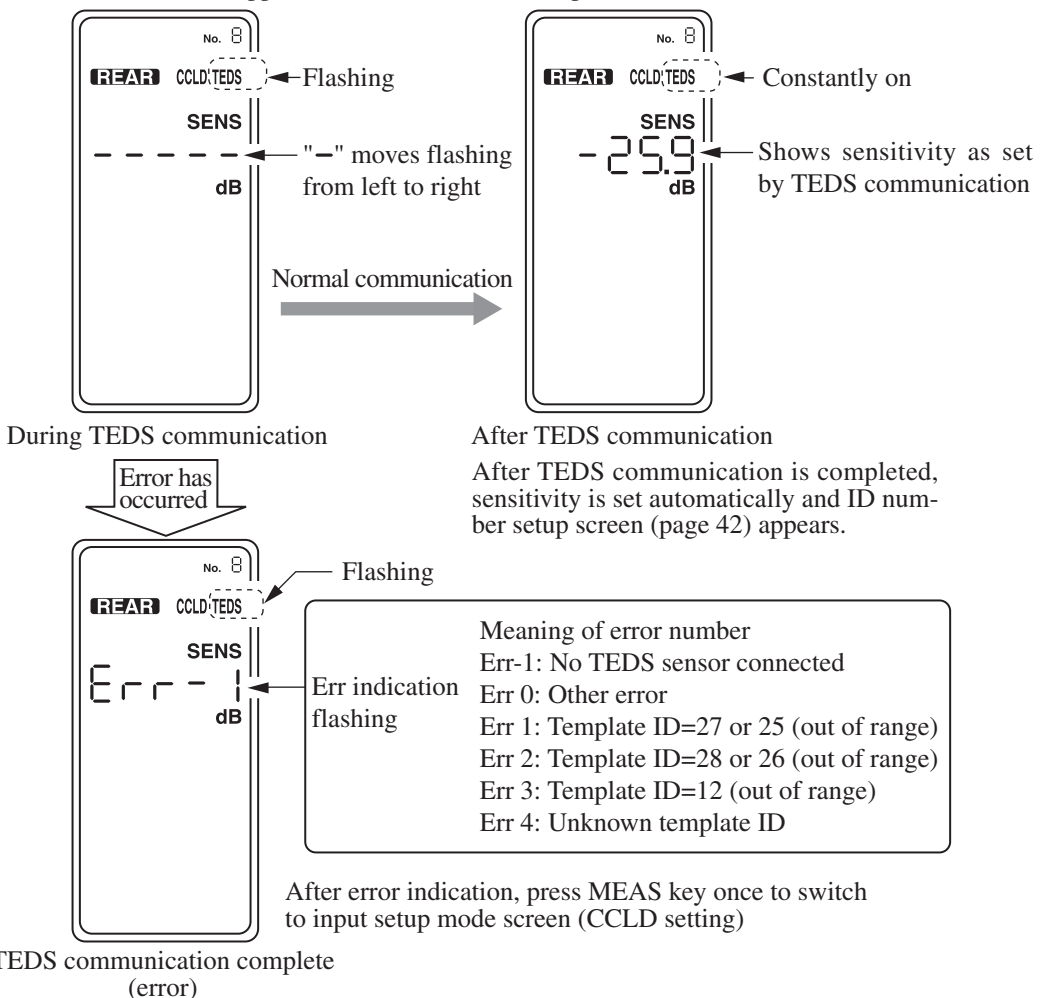 No. 8
REAR CCLD TEDS
Flashing
SENS
- - - - -
"–" moves flashing
from left to right
dB
No. 8
REAR CCLD TEDS
Constantly on
SENS
-25.9
Shows sensitivity as set
by TEDS communication
dB
Normal communication
During TEDS communication
After TEDS communication
After TEDS communication is completed,
sensitivity is set automatically and ID num-
ber setup screen (page 42) appears.
Error has
occurred
No. 8
REAR CCLD TEDS
Flashing
SENS
Err-1
dB
Err indication
flashing
Meaning of error number
Err-1: No TEDS sensor connected
Err 0: Other error
Err 1: Template ID=27 or 25 (out of range)
Err 2: Template ID=28 or 26 (out of range)
Err 3: Template ID=12 (out of range)
Err 4: Unknown template ID
After error indication, press MEAS key once to switch
to input setup mode screen (CCLD setting)
TEDS communication complete
(error)